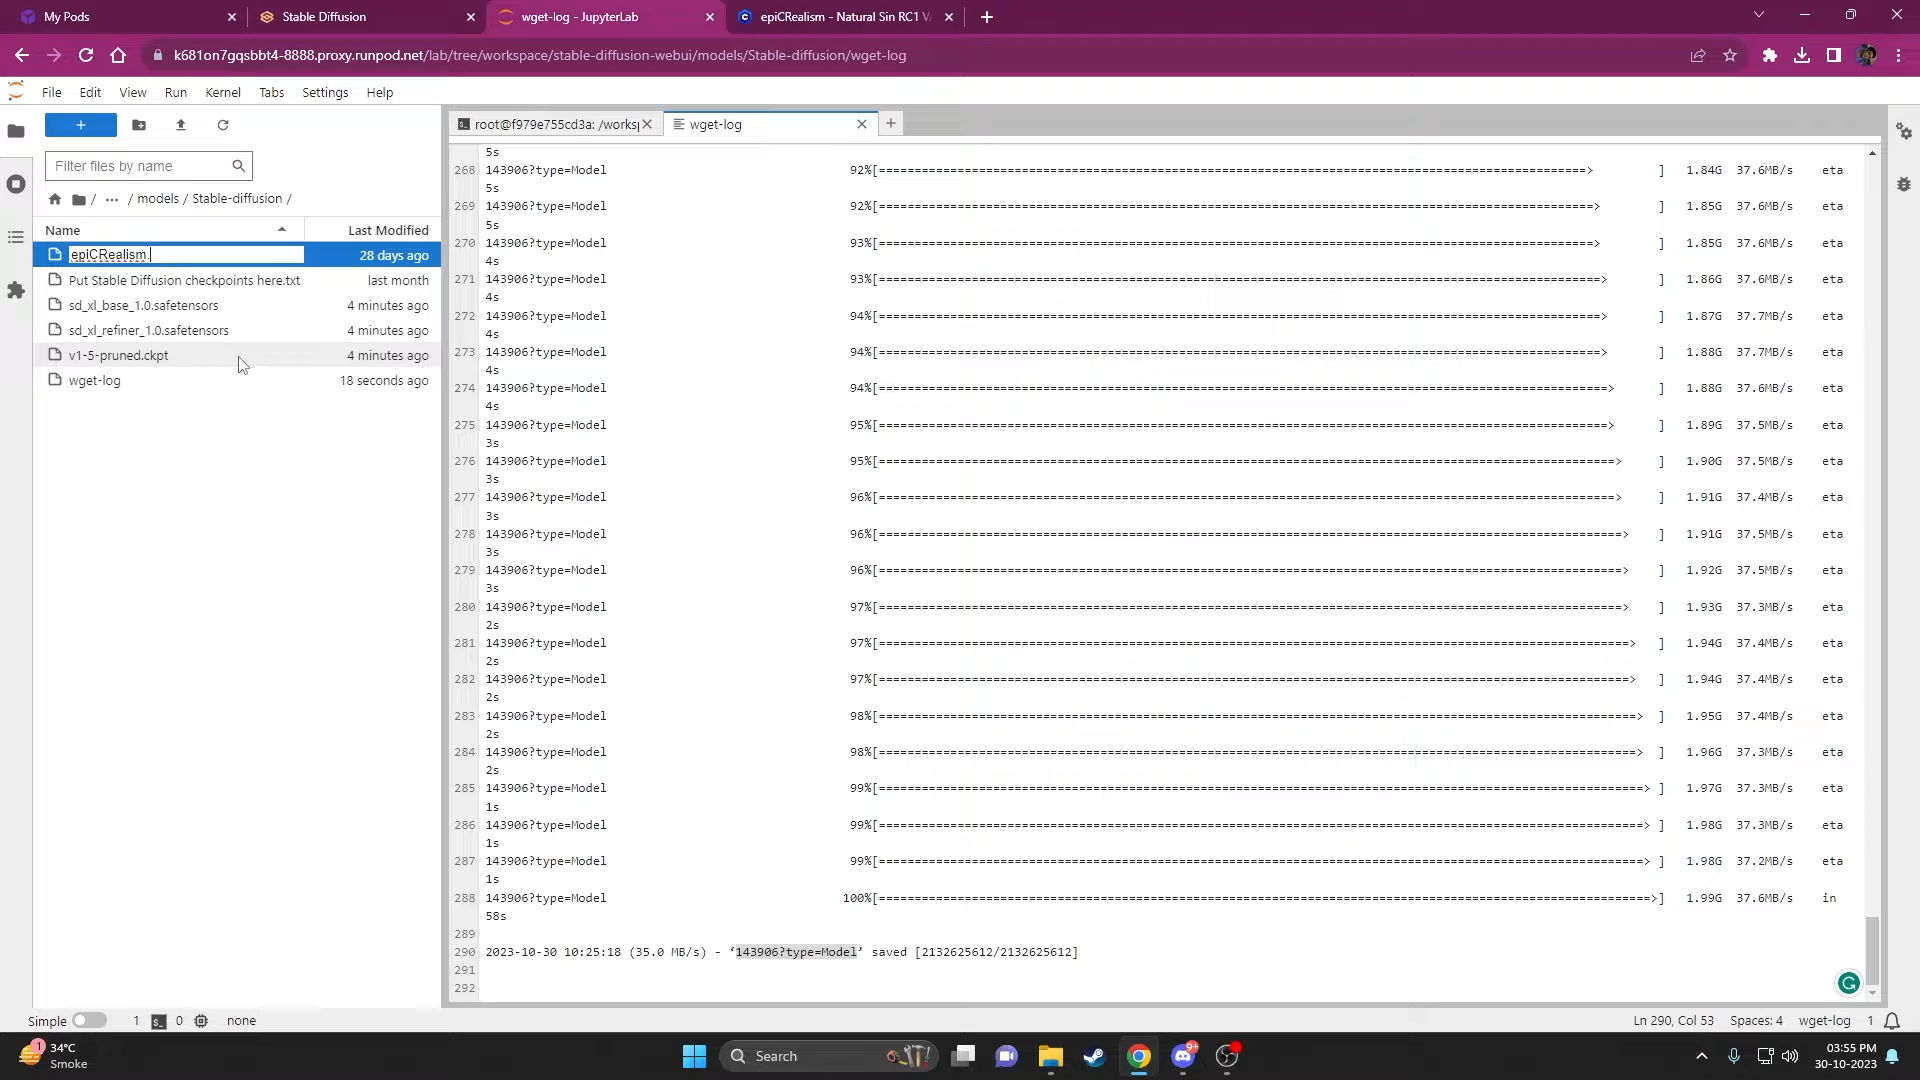 My Pods
Stable Diffusion
wget-log - JupyterLab
epiCRealism - Natural Sin RC1 V
k681on7gqsbbt4-8888.proxy.runpod.net/lab/tree/workspace/stable-diffusion-webui/models/Stable-diffusion/wget-log
File Edit View Run Kernel Tabs Settings Help
+
root@f979e755cd3a: /works
wget-log
Filter files by name
/ ··· / models / Stable-diffusion /
Name Last Modified
epiCRealism. 28 days ago
Put Stable Diffusion checkpoints here.txt last month
sd_xl_base_1.0.safetensors 4 minutes ago
sd_xl_refiner_1.0.safetensors 4 minutes ago
v1-5-pruned.ckpt 4 minutes ago
wget-log 18 seconds ago
5s
268 143906?type=Model 92%[=====> ] 1.84G 37.6MB/s eta
5s
269 143906?type=Model 92%[=====> ] 1.85G 37.6MB/s eta
5s
270 143906?type=Model 93%[=====> ] 1.85G 37.6MB/s eta
4s
271 143906?type=Model 93%[=====> ] 1.86G 37.6MB/s eta
4s
272 143906?type=Model 94%[=====> ] 1.87G 37.7MB/s eta
4s
273 143906?type=Model 94%[=====> ] 1.88G 37.7MB/s eta
4s
274 143906?type=Model 94%[=====> ] 1.88G 37.6MB/s eta
4s
275 143906?type=Model 95%[=====> ] 1.89G 37.5MB/s eta
3s
276 143906?type=Model 95%[=====> ] 1.90G 37.5MB/s eta
3s
277 143906?type=Model 96%[=====> ] 1.91G 37.4MB/s eta
3s
278 143906?type=Model 96%[=====> ] 1.91G 37.5MB/s eta
3s
279 143906?type=Model 96%[=====> ] 1.92G 37.5MB/s eta
3s
280 143906?type=Model 97%[=====> ] 1.93G 37.3MB/s eta
2s
281 143906?type=Model 97%[=====> ] 1.94G 37.4MB/s eta
2s
282 143906?type=Model 97%[=====> ] 1.94G 37.4MB/s eta
2s
283 143906?type=Model 98%[=====> ] 1.95G 37.4MB/s eta
2s
284 143906?type=Model 98%[=====> ] 1.96G 37.3MB/s eta
2s
285 143906?type=Model 99%[=====> ] 1.97G 37.3MB/s eta
1s
286 143906?type=Model 99%[=====> ] 1.98G 37.3MB/s eta
1s
287 143906?type=Model 99%[=====> ] 1.98G 37.2MB/s eta
1s
288 143906?type=Model 100%[=====>] 1.99G 37.6MB/s in
58s
289
290 2023-10-30 10:25:18 (35.0 MB/s) - ‘143906?type=Model’ saved [2132625612/2132625612]
291
292
Simple 1 0 none
Ln 290, Col 53 Spaces: 4 wget-log 1
1
34°C
Smoke
Search
9+
03:55 PM
30-10-2023